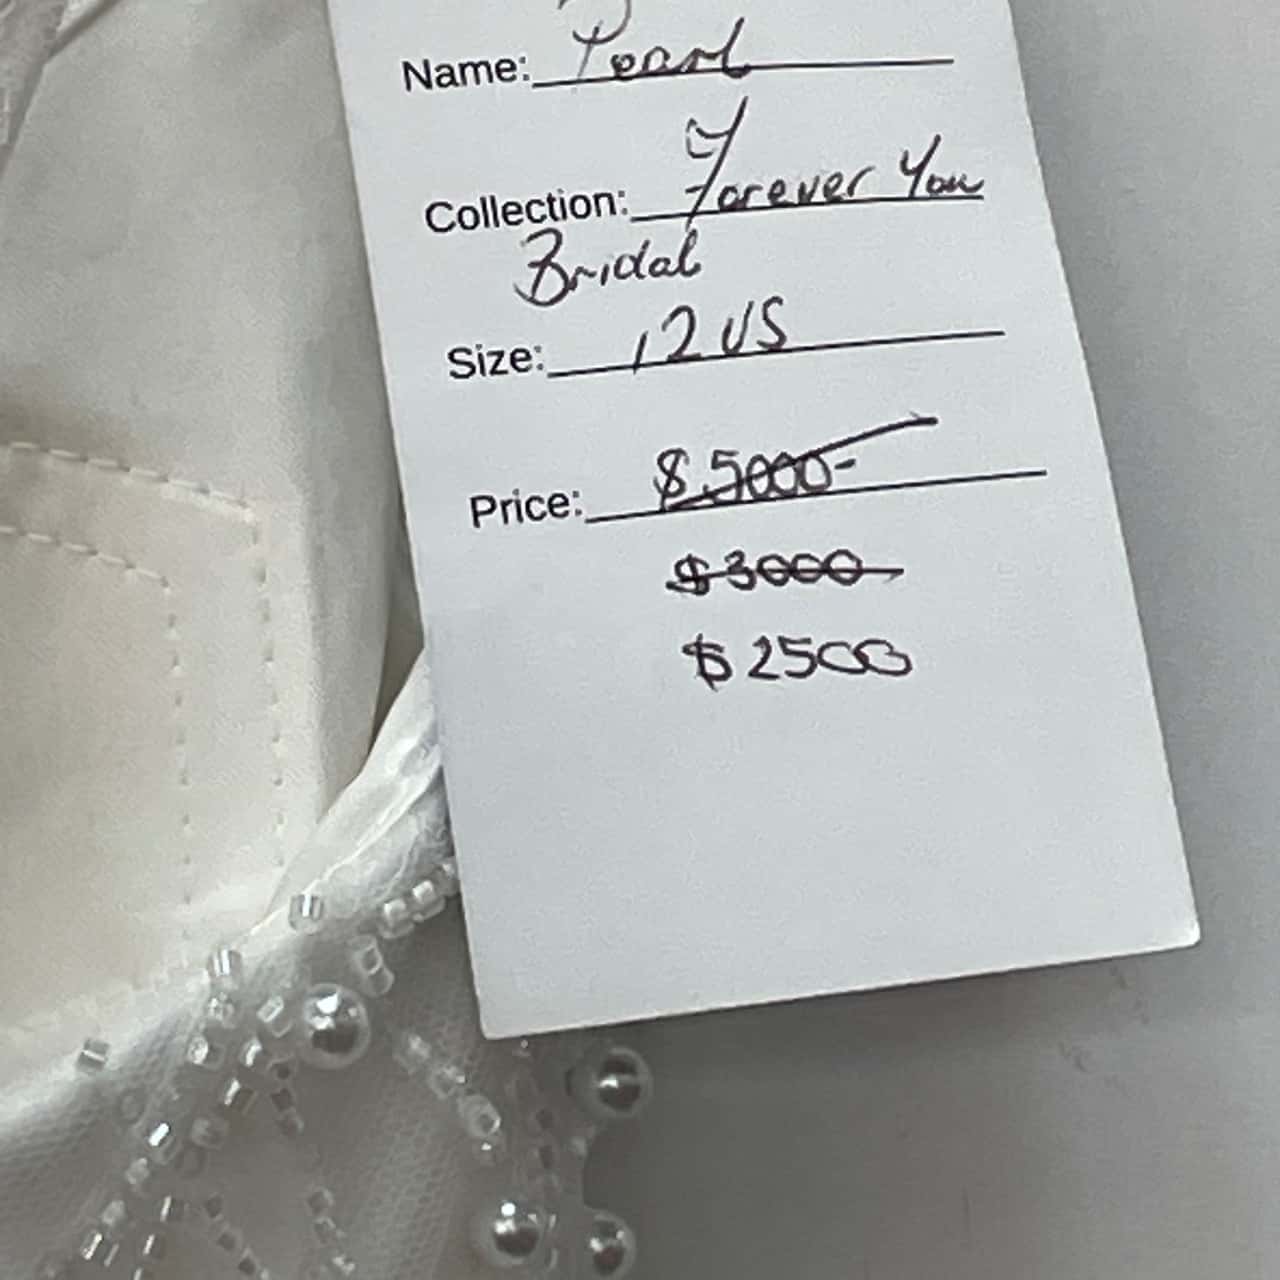 Name: Pearl
Collection: Forever You
Bridal
Size: 12 US
Price: $5000-
$3000
$2500